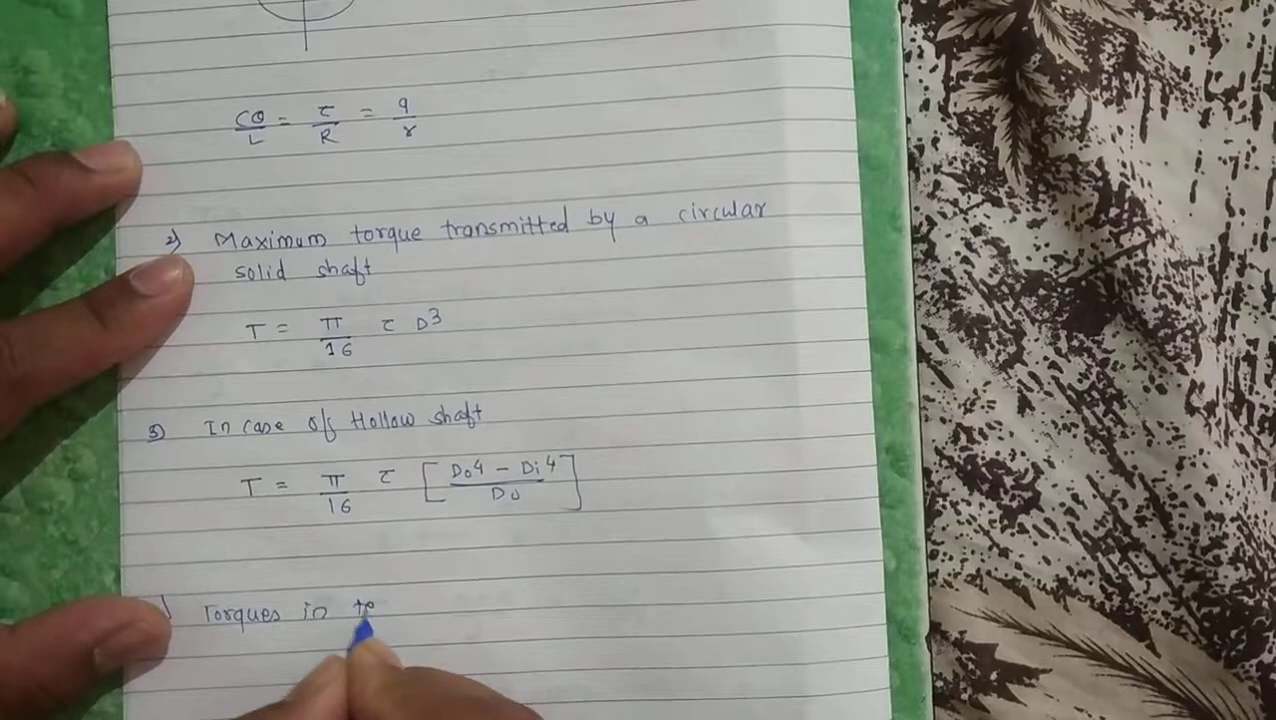 Cθ/L = τ/R = q/r
2) Maximum torque transmitted by a circular
solid shaft
T = π/16 τ D³
3) In case of Hollow shaft
T = π/16 τ [Do⁴ - Di⁴ / Do]
) Torques in to